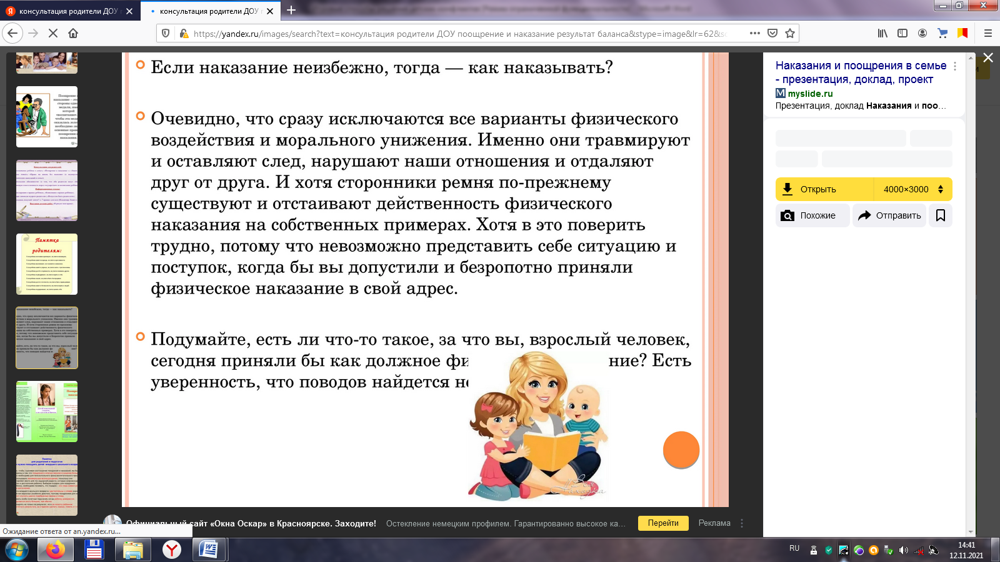 консультация родители ДОУ
консультация родители ДОУ
https://yandex.ru/images/search?text=консультация родители ДОУ поощрение и наказание результат баланса&stype=image&lr=62&
Если наказание неизбежно, тогда — как наказывать?
Очевидно, что сразу исключаются все варианты физического
воздействия и морального унижения. Именно они травмируют
и оставляют след, нарушают наши отношения и отдаляют
друг от друга. И хотя сторонники ремня по-прежнему
существуют и отстаивают действенность физического
наказания на собственных примерах. Хотя в это поверить
трудно, потому что невозможно представить себе ситуацию и
поступок, когда бы вы допустили и безропотно приняли
физическое наказание в свой адрес.
Подумайте, есть ли что-то такое, за что вы, взрослый человек,
сегодня приняли бы как должное фи ние? Есть
уверенность, что поводов найдется не
Наказания и поощрения в семье
- презентация, доклад, проект
myslide.ru
Презентация, доклад Наказания и поо...
Открыть 4000×3000
Похожие Отправить
Памятка
родителям:
Официальный сайт «Окна Оскар» в Красноярске. Заходите! Остекление немецким профилем. Гарантированно высокое ка... Перейти Реклама
Ожидание ответа от an.yandex.ru...
RU
14:41
12.11.2021